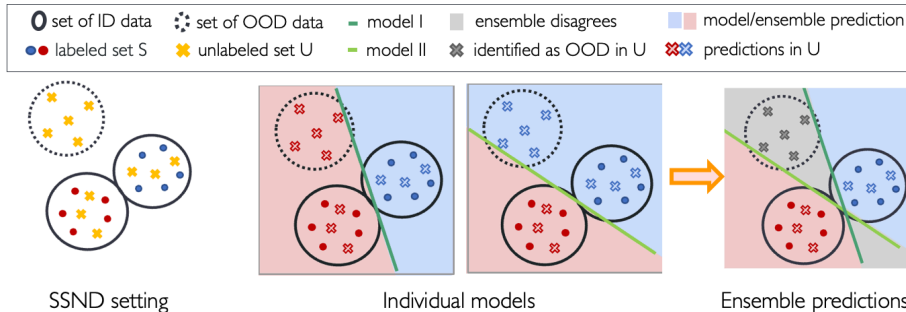 set of ID data
set of OOD data
model I
ensemble disagrees
model/ensemble prediction
labeled set S
unlabeled set U
model II
identified as OOD in U
predictions in U
SSND setting
Individual models
Ensemble predictions